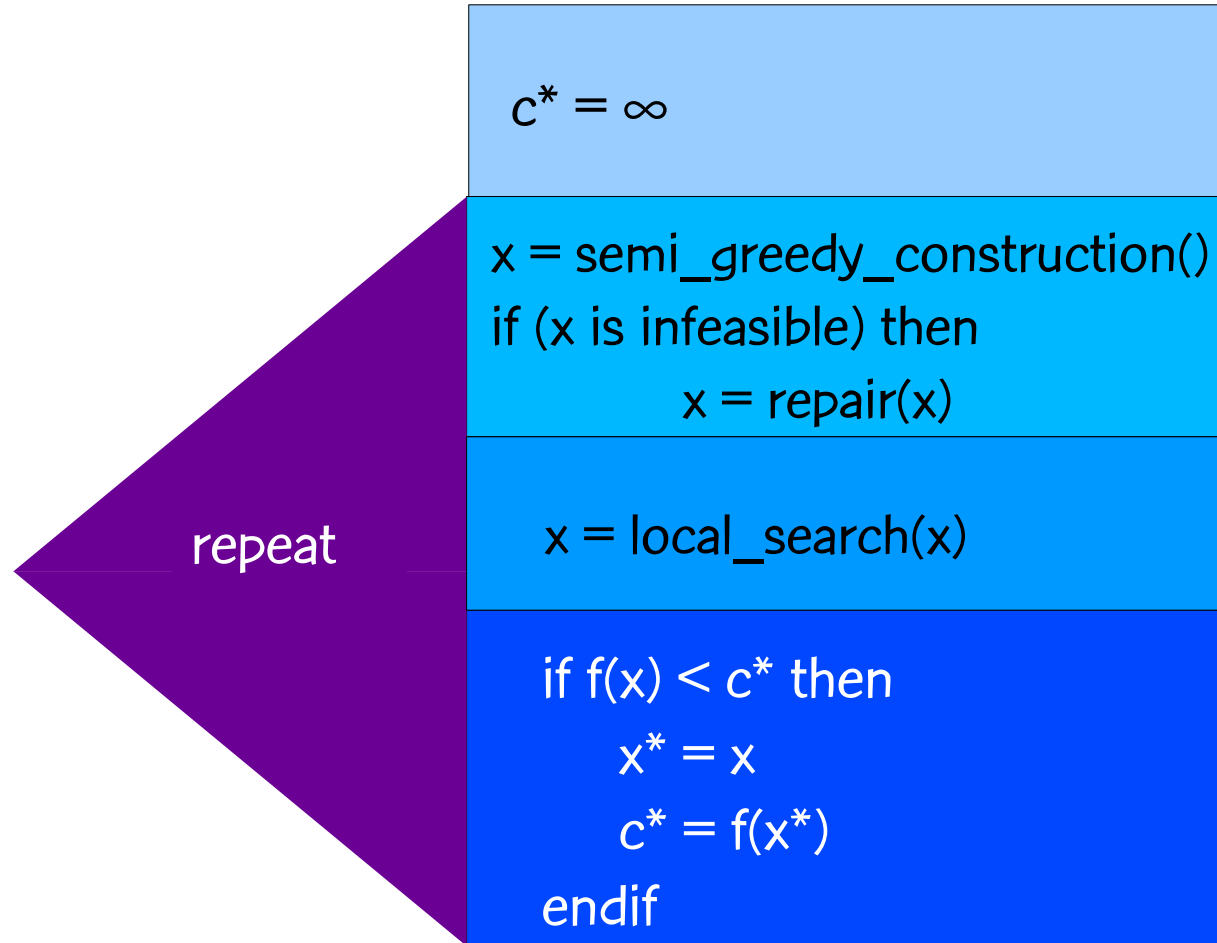 c* = ∞
x = semi_greedy_construction()
if (x is infeasible) then
x = repair(x)
repeat
x = local_search(x)
if f(x) < c* then
x* = x
c* = f(x*)
endif